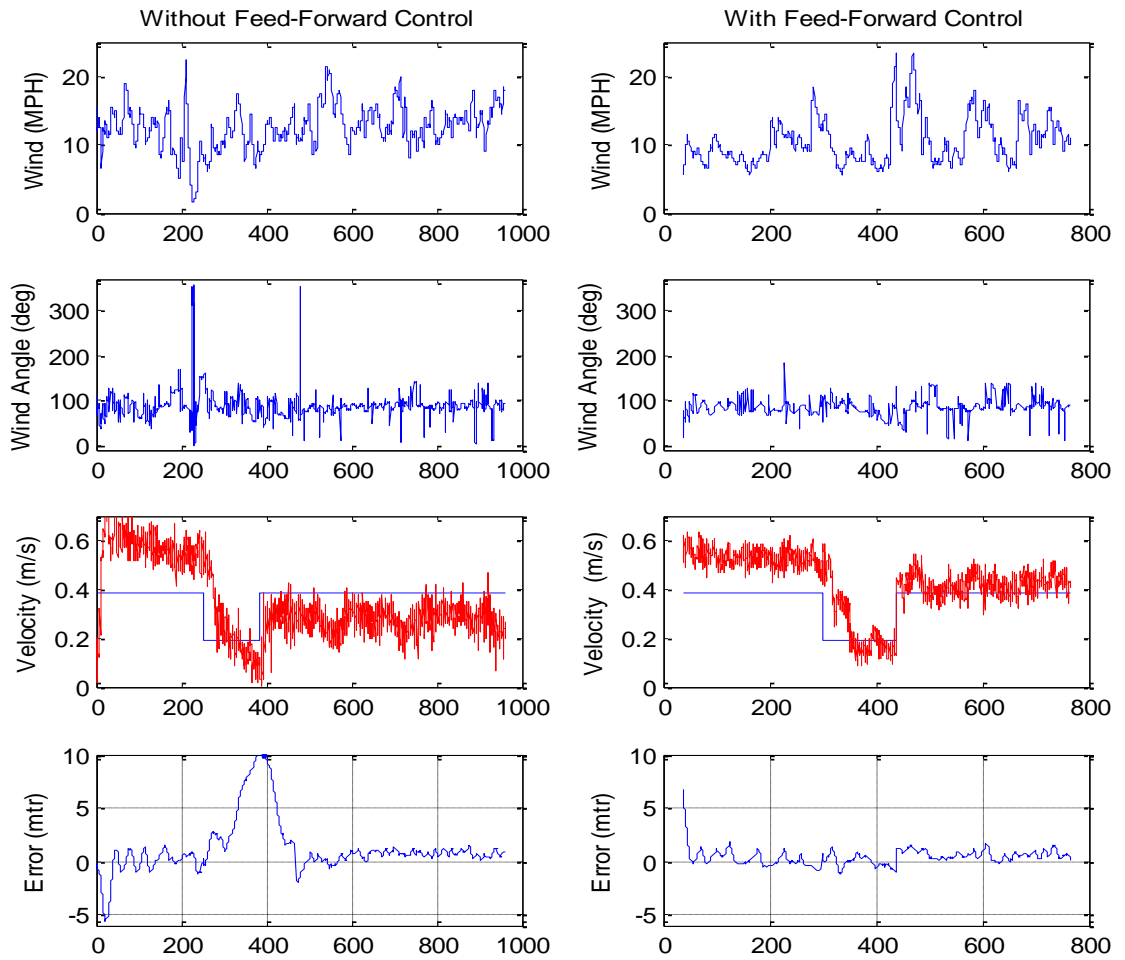 Without Feed-Forward Control
With Feed-Forward Control
Wind (MPH)
20
10
0
0 200 400 600 800 1000
Wind (MPH)
20
10
0
0 200 400 600 800
Wind Angle (deg)
300
200
100
0
0 200 400 600 800 1000
Wind Angle (deg)
300
200
100
0
0 200 400 600 800
Velocity (m/s)
0.6
0.4
0.2
0
0 200 400 600 800 1000
Velocity (m/s)
0.6
0.4
0.2
0
0 200 400 600 800
Error (mtr)
10
5
0
-5
0 200 400 600 800 1000
Error (mtr)
10
5
0
-5
0 200 400 600 800